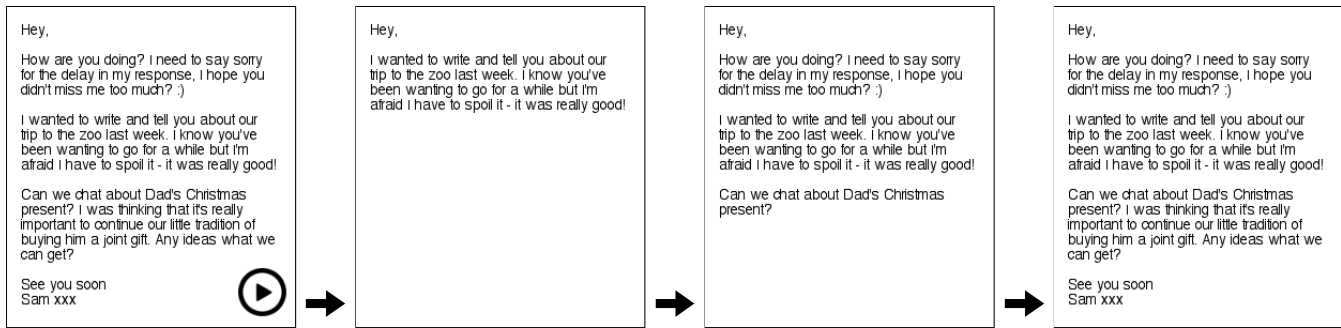 Hey,
How are you doing? I need to say sorry
for the delay in my response, I hope you
didn't miss me too much? :)
I wanted to write and tell you about our
trip to the zoo last week. I know you've
been wanting to go for a while but I'm
afraid I have to spoil it - it was really good!
Can we chat about Dad's Christmas
present? I was thinking that it's really
important to continue our little tradition of
buying him a joint gift. Any ideas what we
can get?
See you soon
Sam xxx
Hey,
I wanted to write and tell you about our
trip to the zoo last week. I know you've
been wanting to go for a while but I'm
afraid I have to spoil it - it was really good!
Hey,
How are you doing? I need to say sorry
for the delay in my response, I hope you
didn't miss me too much? :)
I wanted to write and tell you about our
trip to the zoo last week. I know you've
been wanting to go for a while but I'm
afraid I have to spoil it - it was really good!
Can we chat about Dad's Christmas
present?
Hey,
How are you doing? I need to say sorry
for the delay in my response, I hope you
didn't miss me too much? :)
I wanted to write and tell you about our
trip to the zoo last week. I know you've
been wanting to go for a while but I'm
afraid I have to spoil it - it was really good!
Can we chat about Dad's Christmas
present? I was thinking that it's really
important to continue our little tradition of
buying him a joint gift. Any ideas what we
can get?
See you soon
Sam xxx